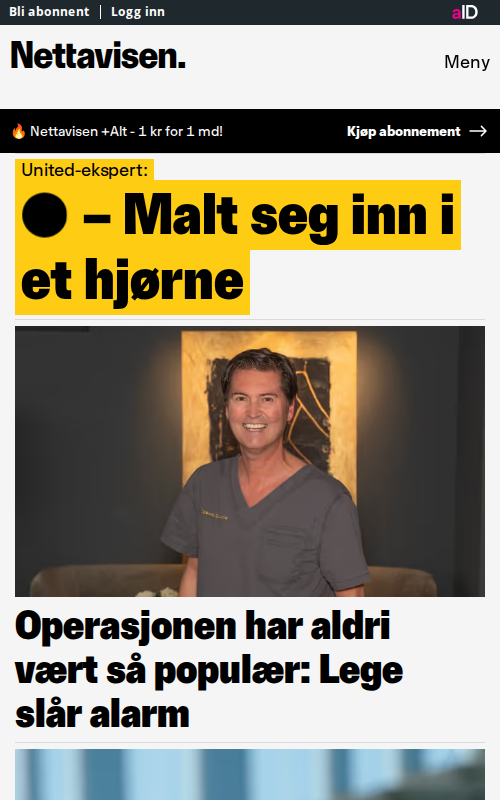 Bli abonnent | Logg inn
aID
Nettavisen.
Meny
🔥 Nettavisen +Alt - 1 kr for 1 md!
Kjøp abonnement →
United-ekspert:
⚫ – Malt seg inn i
et hjørne
Operasjonen har aldri
vært så populær: Lege
slår alarm